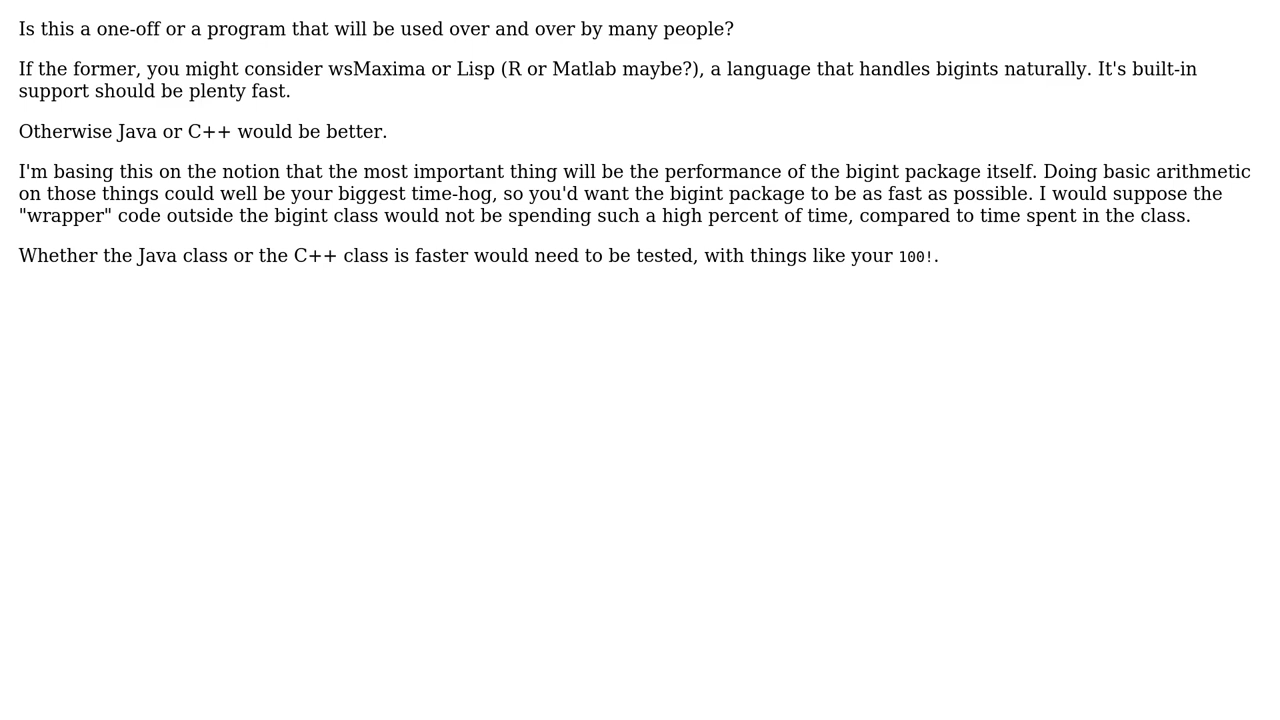 Is this a one-off or a program that will be used over and over by many people?
If the former, you might consider wsMaxima or Lisp (R or Matlab maybe?), a language that handles bigints naturally. It's built-in
support should be plenty fast.
Otherwise Java or C++ would be better.
I'm basing this on the notion that the most important thing will be the performance of the bigint package itself. Doing basic arithmetic
on those things could well be your biggest time-hog, so you'd want the bigint package to be as fast as possible. I would suppose the
"wrapper" code outside the bigint class would not be spending such a high percent of time, compared to time spent in the class.
Whether the Java class or the C++ class is faster would need to be tested, with things like your 100!.